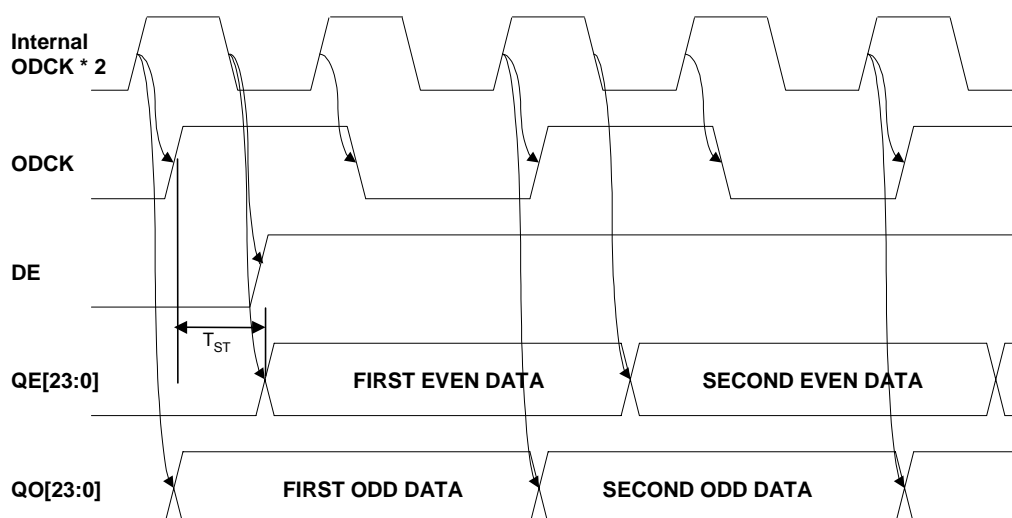 Internal
ODCK * 2
ODCK
DE
TST
QE[23:0]
FIRST EVEN DATA
SECOND EVEN DATA
QO[23:0]
FIRST ODD DATA
SECOND ODD DATA